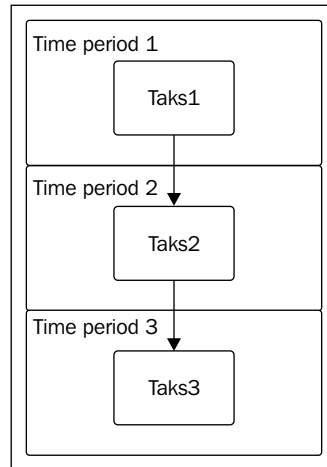 Time period 1
Taks1
Time period 2
Taks2
Time period 3
Taks3